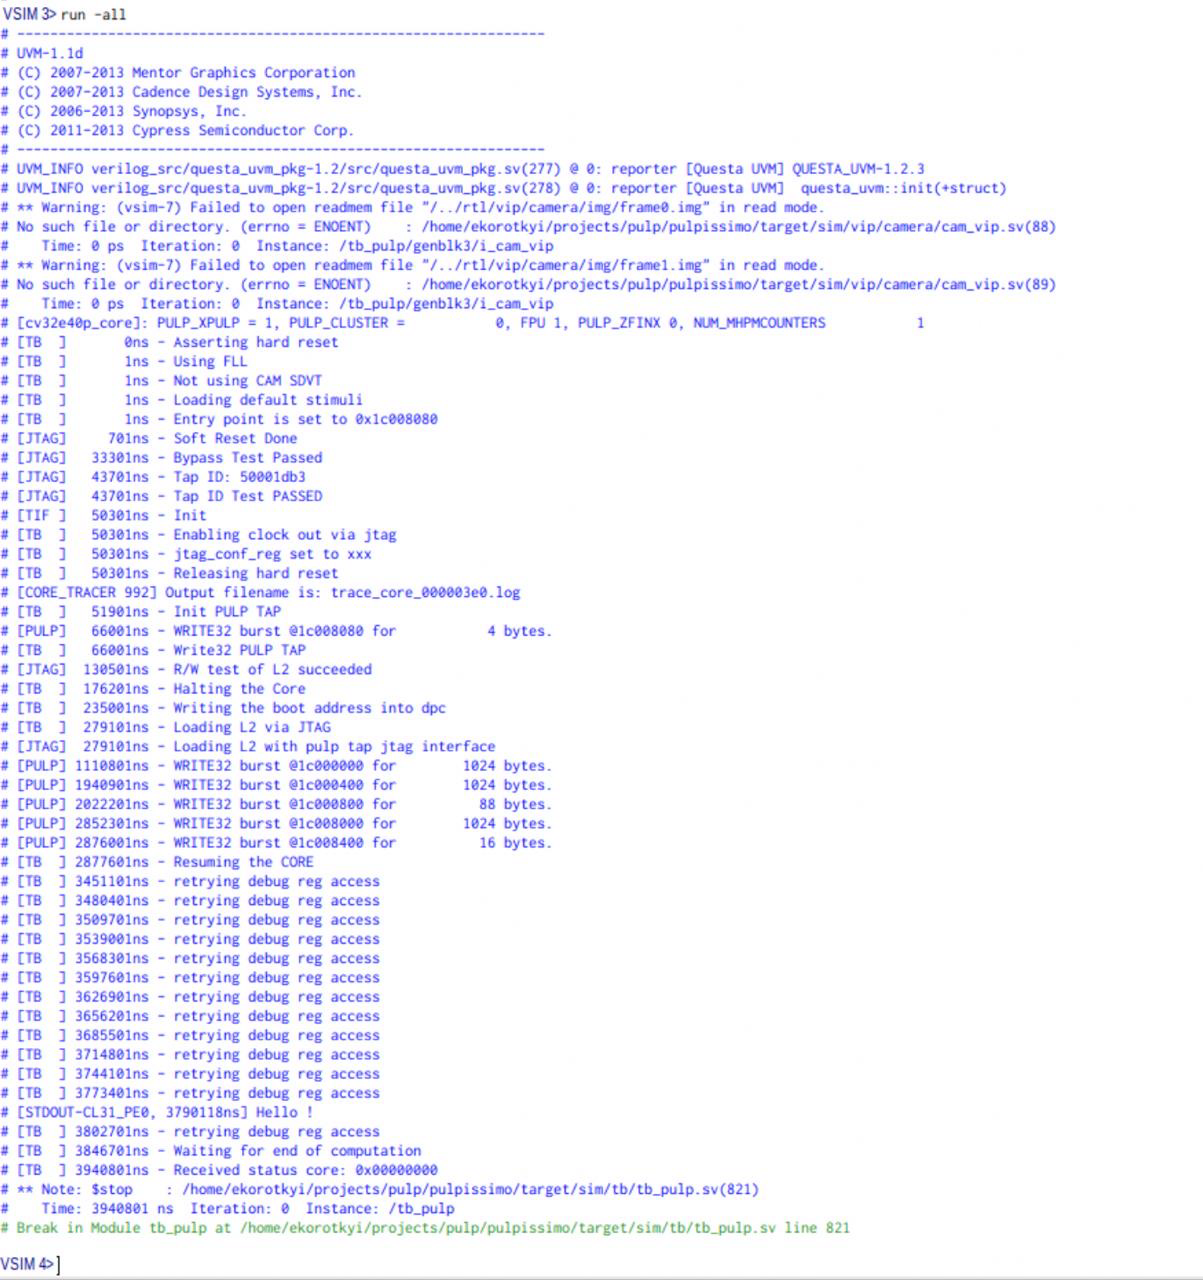 VSIM 3> run -all
# ----------------------------------------------------------------
# UVM-1.1d
# (C) 2007-2013 Mentor Graphics Corporation
# (C) 2007-2013 Cadence Design Systems, Inc.
# (C) 2006-2013 Synopsys, Inc.
# (C) 2011-2013 Cypress Semiconductor Corp.
# ----------------------------------------------------------------
# UVM_INFO verilog_src/questa_uvm_pkg-1.2/src/questa_uvm_pkg.sv(277) @ 0: reporter [Questa UVM] QUESTA_UVM-1.2.3
# UVM_INFO verilog_src/questa_uvm_pkg-1.2/src/questa_uvm_pkg.sv(278) @ 0: reporter [Questa UVM]  questa_uvm::init(+struct)
# ** Warning: (vsim-7) Failed to open readmem file "/../rtl/vip/camera/img/frame0.img" in read mode.
# No such file or directory. (errno = ENOENT)    : /home/ekorotkyi/projects/pulp/pulpissimo/target/sim/vip/camera/cam_vip.sv(88)
#    Time: 0 ps  Iteration: 0  Instance: /tb_pulp/genblk3/i_cam_vip
# ** Warning: (vsim-7) Failed to open readmem file "/../rtl/vip/camera/img/frame1.img" in read mode.
# No such file or directory. (errno = ENOENT)    : /home/ekorotkyi/projects/pulp/pulpissimo/target/sim/vip/camera/cam_vip.sv(89)
#    Time: 0 ps  Iteration: 0  Instance: /tb_pulp/genblk3/i_cam_vip
# [cv32e40p_core]: PULP_XPULP = 1, PULP_CLUSTER =           0, FPU 1, PULP_ZFINX 0, NUM_MHPMCOUNTERS           1
# [TB  ]       0ns - Asserting hard reset
# [TB  ]       1ns - Using FLL
# [TB  ]       1ns - Not using CAM SDVT
# [TB  ]       1ns - Loading default stimuli
# [TB  ]       1ns - Entry point is set to 0x1c008080
# [JTAG]     701ns - Soft Reset Done
# [JTAG]   33301ns - Bypass Test Passed
# [JTAG]   43701ns - Tap ID: 50001db3
# [JTAG]   43701ns - Tap ID Test PASSED
# [TIF ]   50301ns - Init
# [TB  ]   50301ns - Enabling clock out via jtag
# [TB  ]   50301ns - jtag_conf_reg set to xxx
# [TB  ]   50301ns - Releasing hard reset
# [CORE_TRACER 992] Output filename is: trace_core_000003e0.log
# [TB  ]   51901ns - Init PULP TAP
# [PULP]   66001ns - WRITE32 burst @1c008080 for           4 bytes.
# [TB  ]   66001ns - Write32 PULP TAP
# [JTAG]  130501ns - R/W test of L2 succeeded
# [TB  ]  176201ns - Halting the Core
# [TB  ]  235001ns - Writing the boot address into dpc
# [TB  ]  279101ns - Loading L2 via JTAG
# [JTAG]  279101ns - Loading L2 with pulp tap jtag interface
# [PULP] 1110801ns - WRITE32 burst @1c000000 for        1024 bytes.
# [PULP] 1940901ns - WRITE32 burst @1c000400 for        1024 bytes.
# [PULP] 2022201ns - WRITE32 burst @1c000800 for          88 bytes.
# [PULP] 2852301ns - WRITE32 burst @1c008000 for        1024 bytes.
# [PULP] 2876001ns - WRITE32 burst @1c008400 for          16 bytes.
# [TB  ] 2877601ns - Resuming the CORE
# [TB  ] 3451101ns - retrying debug reg access
# [TB  ] 3480401ns - retrying debug reg access
# [TB  ] 3509701ns - retrying debug reg access
# [TB  ] 3539001ns - retrying debug reg access
# [TB  ] 3568301ns - retrying debug reg access
# [TB  ] 3597601ns - retrying debug reg access
# [TB  ] 3626901ns - retrying debug reg access
# [TB  ] 3656201ns - retrying debug reg access
# [TB  ] 3685501ns - retrying debug reg access
# [TB  ] 3714801ns - retrying debug reg access
# [TB  ] 3744101ns - retrying debug reg access
# [TB  ] 3773401ns - retrying debug reg access
# [STDOUT-CL31_PE0, 3790118ns] Hello !
# [TB  ] 3802701ns - retrying debug reg access
# [TB  ] 3846701ns - Waiting for end of computation
# [TB  ] 3940801ns - Received status core: 0x00000000
# ** Note: $stop    : /home/ekorotkyi/projects/pulp/pulpissimo/target/sim/tb/tb_pulp.sv(821)
#    Time: 3940801 ns  Iteration: 0  Instance: /tb_pulp
# Break in Module tb_pulp at /home/ekorotkyi/projects/pulp/pulpissimo/target/sim/tb/tb_pulp.sv line 821
VSIM 4>